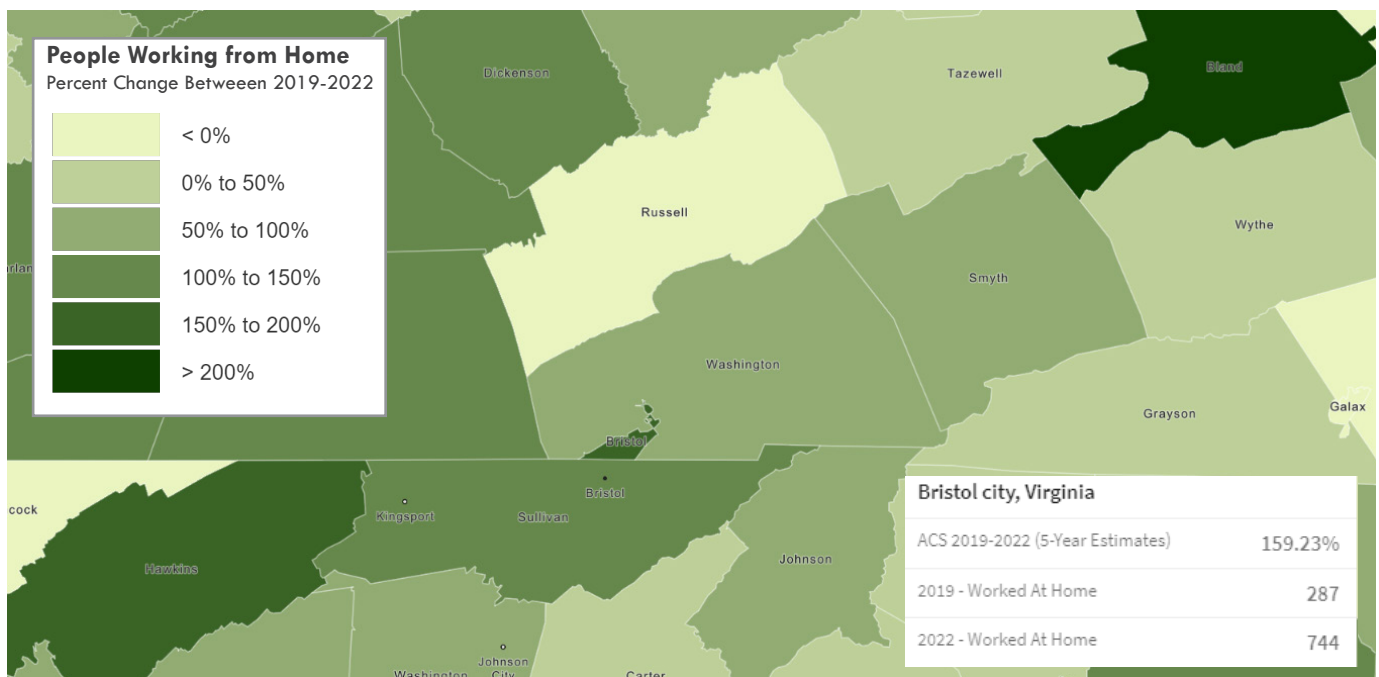 People Working from Home
Percent Change Betweeen 2019-2022
< 0%
0% to 50%
50% to 100%
100% to 150%
150% to 200%
> 200%
Dickenson
Tazewell
Bland
Russell
Wythe
Smyth
Washington
Grayson
Galax
Bristol
Kingsport
Bristol
Sullivan
cock
Hawkins
Johnson
Johnson
City
Washington
Carter
Bristol city, Virginia
ACS 2019-2022 (5-Year Estimates) 159.23%
2019 - Worked At Home 287
2022 - Worked At Home 744